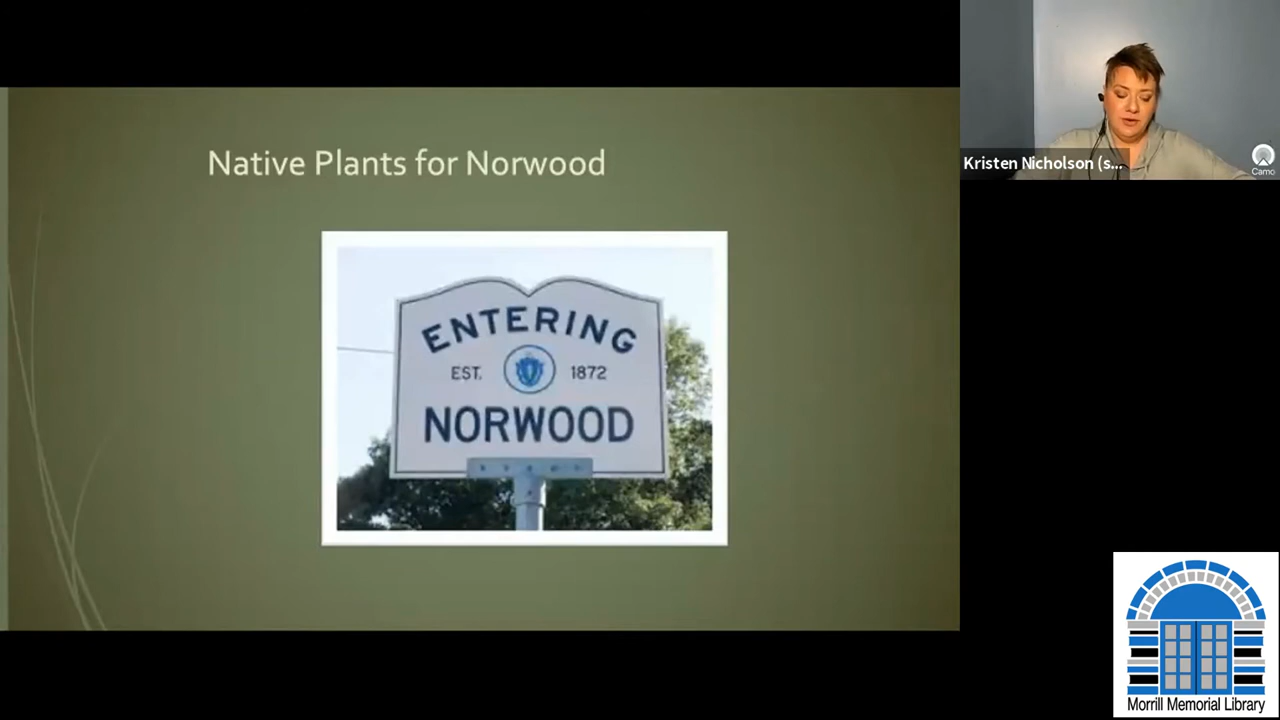 Native Plants for Norwood
ENTERING
EST. 1872
NORWOOD
Kristen Nicholson (s...
Camo
Morrill Memorial Library